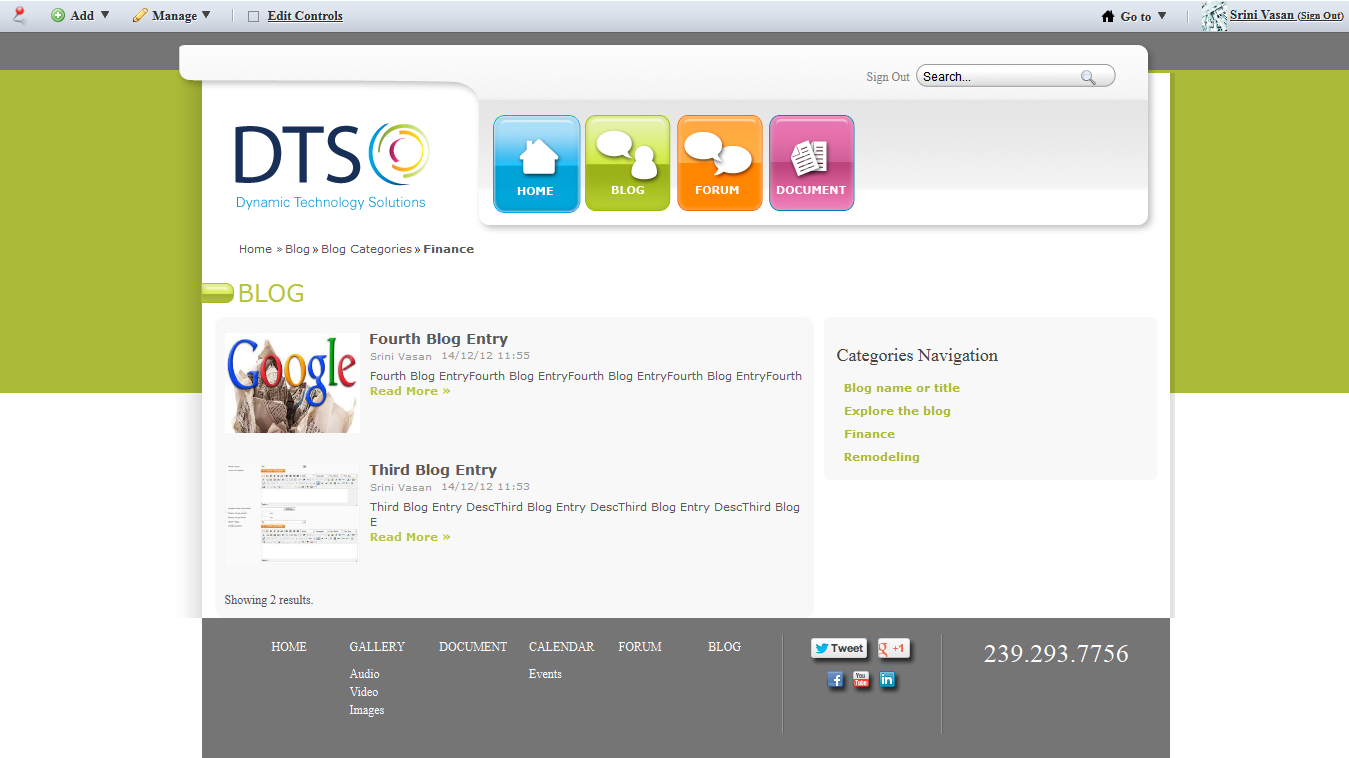 Add Manage Edit Controls Go to Srini Vasan (Sign Out)
Sign Out Search...
DTS
Dynamic Technology Solutions
HOME BLOG FORUM DOCUMENT
Home » Blog » Blog Categories » Finance
BLOG
Google
Fourth Blog Entry
Srini Vasan 14/12/12 11:55
Fourth Blog EntryFourth Blog EntryFourth Blog EntryFourth Blog EntryFourth
Read More »
Third Blog Entry
Srini Vasan 14/12/12 11:53
Third Blog Entry DescThird Blog Entry DescThird Blog Entry DescThird Blog
E
Read More »
Showing 2 results.
Categories Navigation
Blog name or title
Explore the blog
Finance
Remodeling
HOME GALLERY DOCUMENT CALENDAR FORUM BLOG
Audio Events
Video
Images
Tweet g +1
f You Tube in
239.293.7756